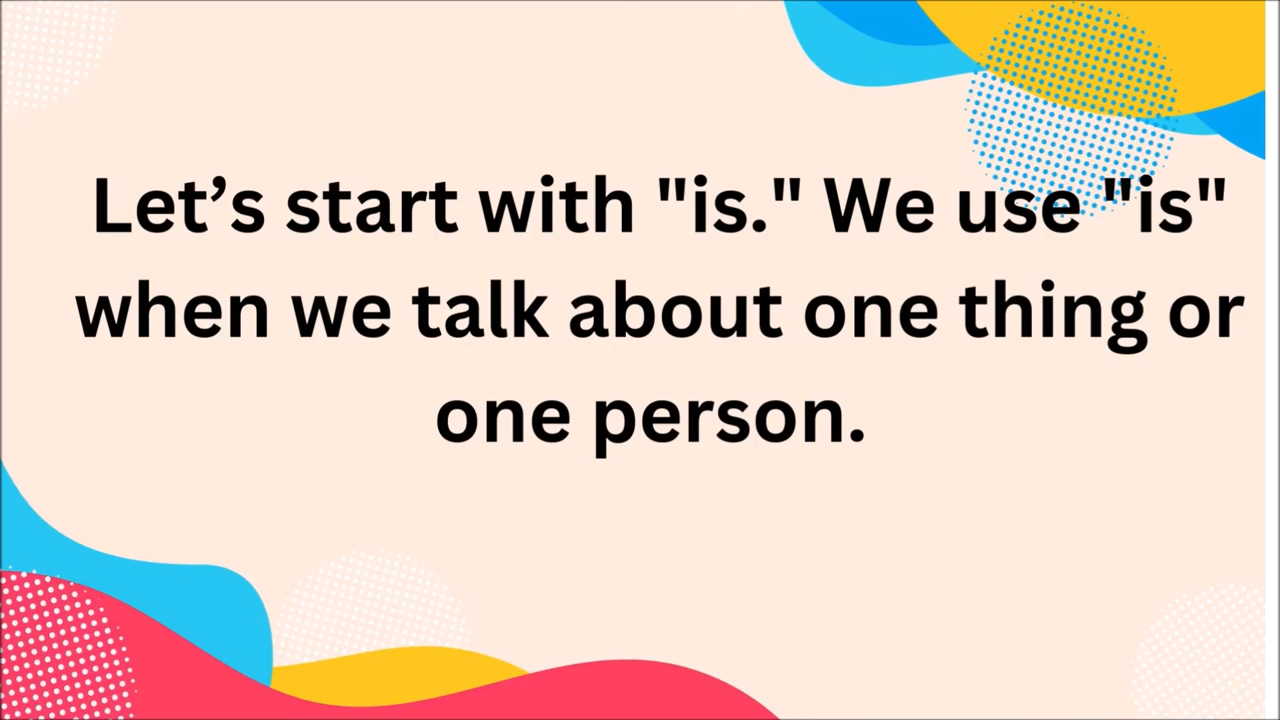 Let’s start with "is." We use "is"
when we talk about one thing or
one person.